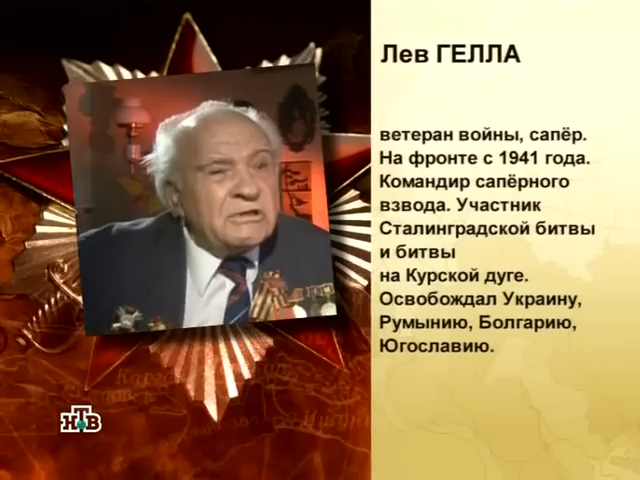 Лев ГЕЛЛА
ветеран войны, сапёр.
На фронте с 1941 года.
Командир сапёрного
взвода. Участник
Сталинградской битвы
и битвы
на Курской дуге.
Освобождал Украину,
Румынию, Болгарию,
Югославию.
НТВ